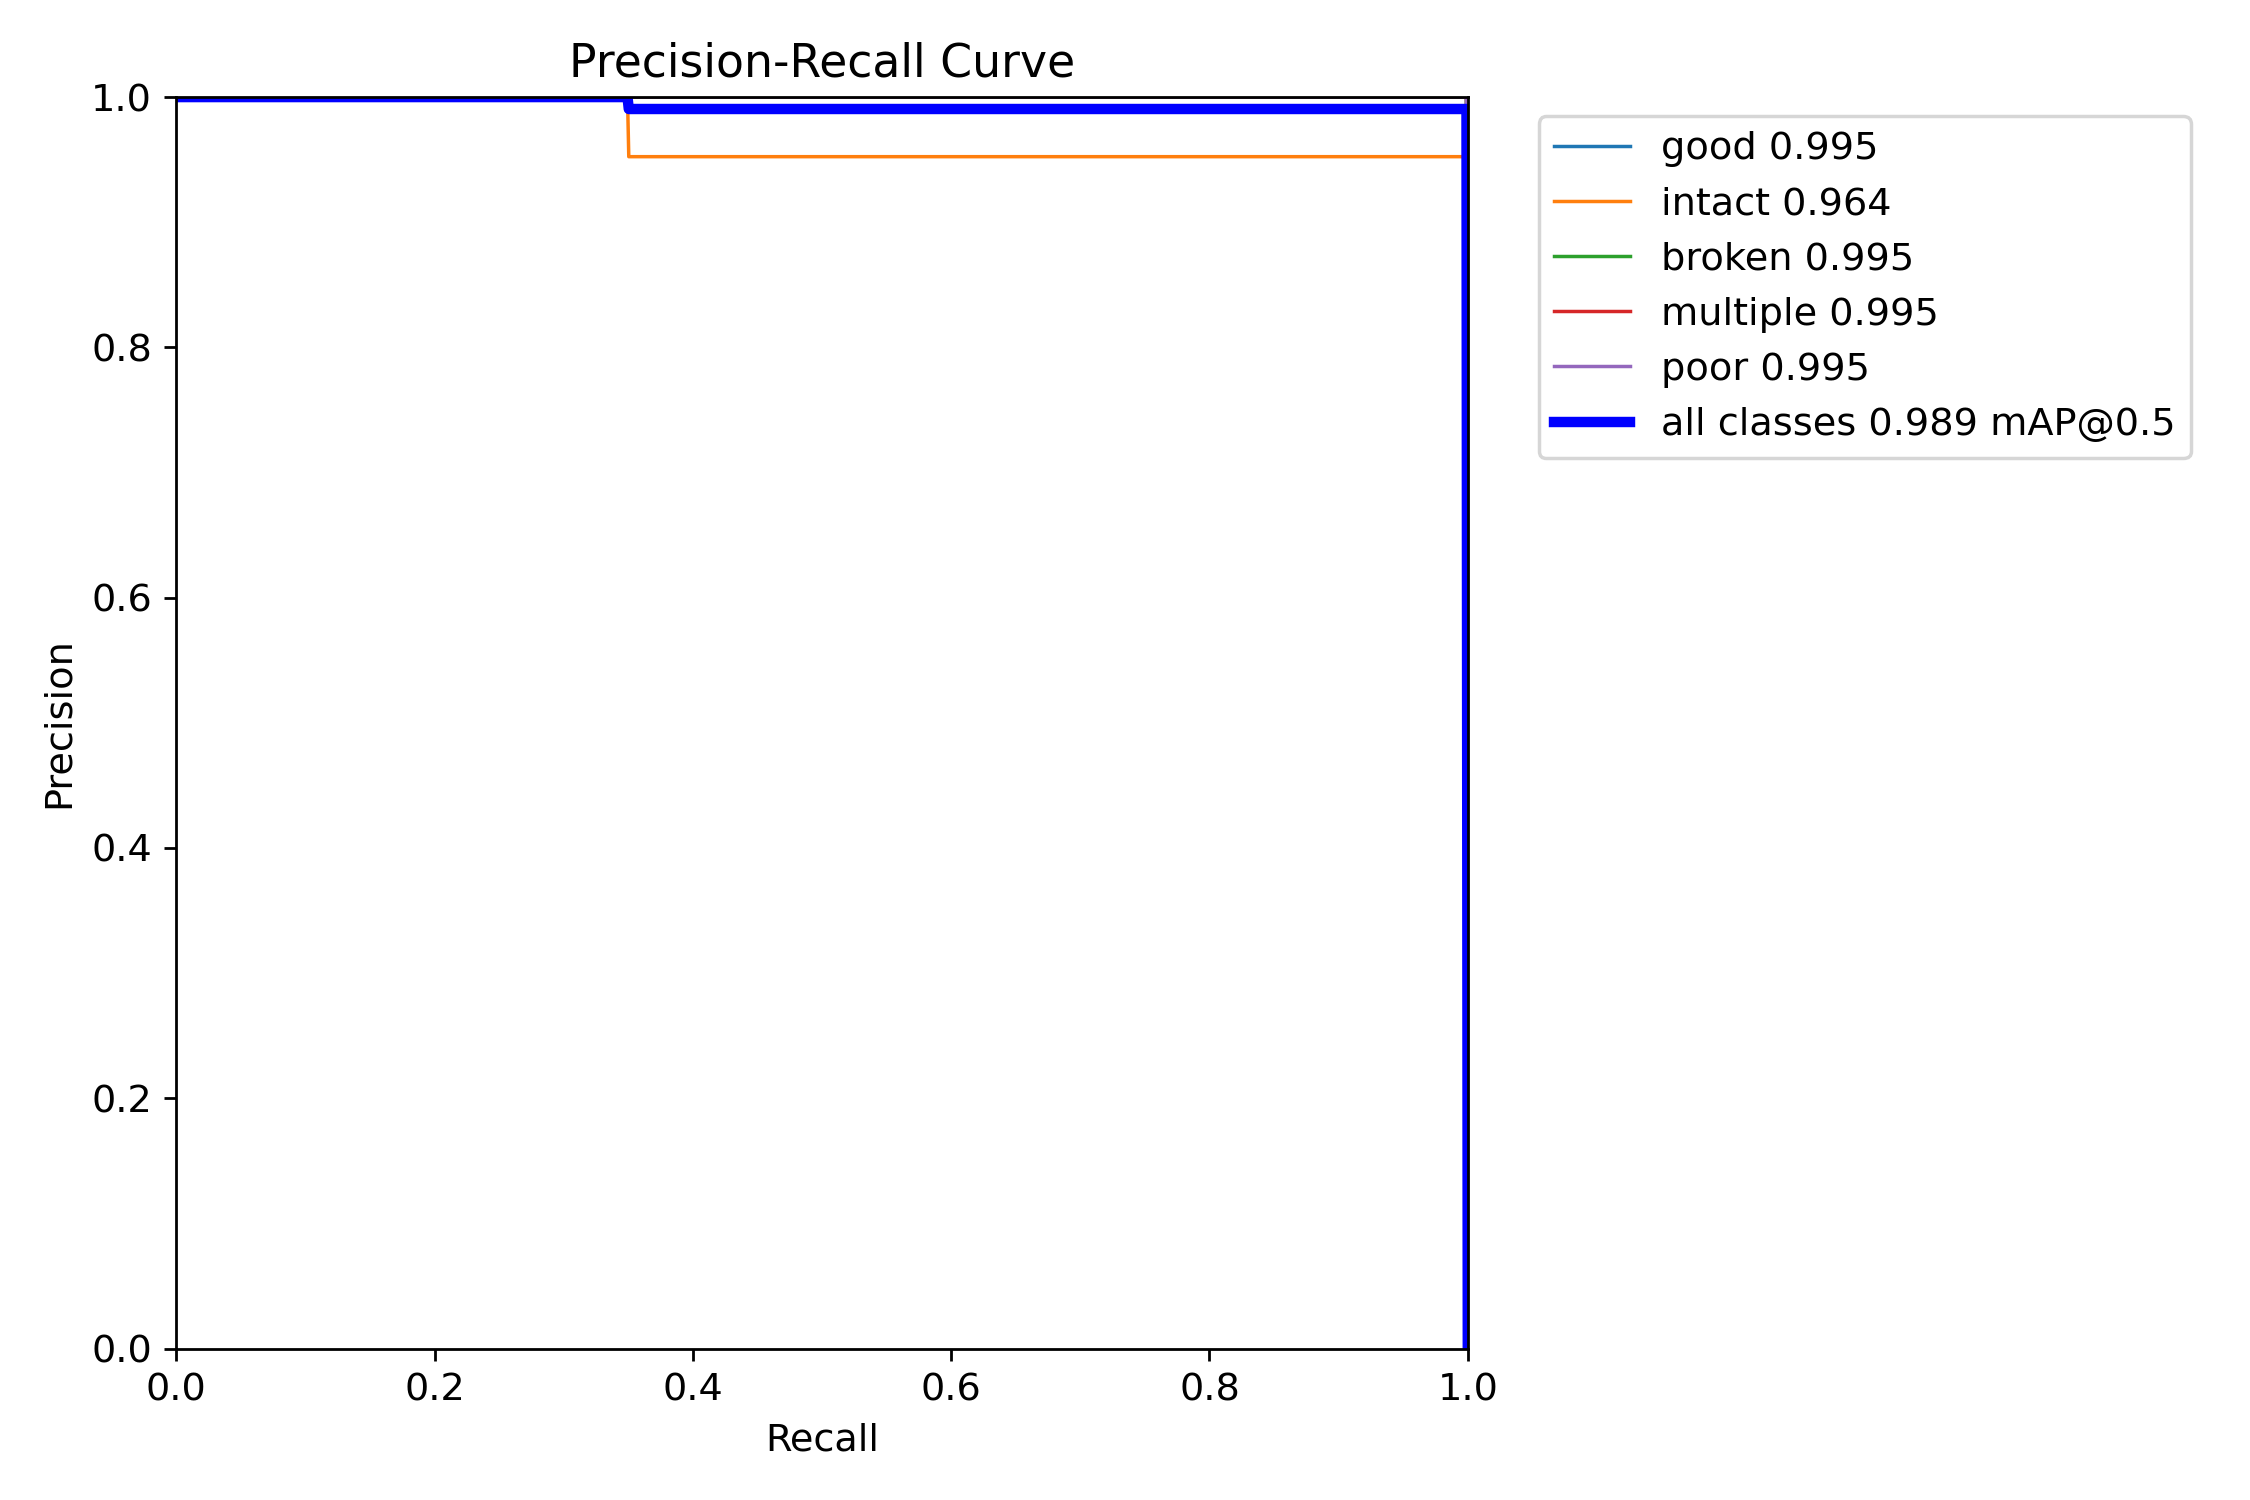 Precision-Recall Curve
1.0
0.8
0.6
0.4
0.2
0.0
Precision
0.0 0.2 0.4 0.6 0.8 1.0
Recall
good 0.995
intact 0.964
broken 0.995
multiple 0.995
poor 0.995
all classes 0.989 mAP@0.5